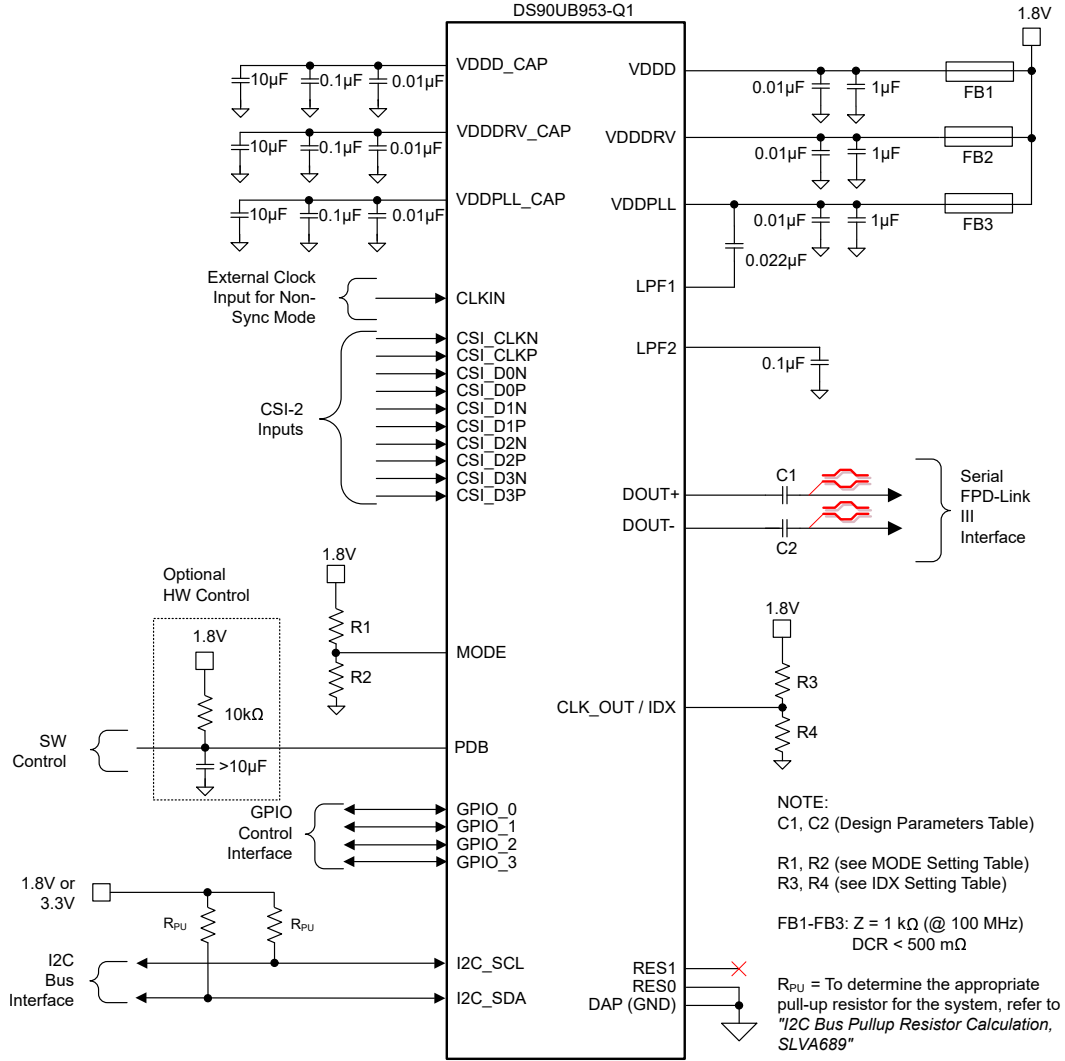 DS90UB953-Q1
1.8V
VDDD_CAP
10µF
0.1µF
0.01µF
VDDDRV_CAP
10µF
0.1µF
0.01µF
VDDPLL_CAP
10µF
0.1µF
0.01µF
External Clock
Input for Non-
Sync Mode
CLKIN
CSI-2
Inputs
CSI_CLKN
CSI_CLKP
CSI_D0N
CSI_D0P
CSI_D1N
CSI_D1P
CSI_D2N
CSI_D2P
CSI_D3N
CSI_D3P
1.8V
R1
R2
MODE
Optional
HW Control
1.8V
10kΩ
>10µF
SW
Control
PDB
GPIO
Control
Interface
GPIO_0
GPIO_1
GPIO_2
GPIO_3
1.8V or
3.3V
RPU
RPU
I2C
Bus
Interface
I2C_SCL
I2C_SDA
VDDD
0.01µF
1µF
FB1
VDDDRV
0.01µF
1µF
FB2
VDDPLL
0.01µF
1µF
FB3
0.022µF
LPF1
LPF2
0.1µF
DOUT+
DOUT-
C1
C2
Serial
FPD-Link
III
Interface
1.8V
R3
R4
CLK_OUT / IDX
RES1
RES0
DAP (GND)
NOTE:
C1, C2 (Design Parameters Table)
R1, R2 (see MODE Setting Table)
R3, R4 (see IDX Setting Table)
FB1-FB3: Z = 1 kΩ (@ 100 MHz)
DCR < 500 mΩ
RPU = To determine the appropriate
pull-up resistor for the system, refer to
"I2C Bus Pullup Resistor Calculation,
SLVA689"